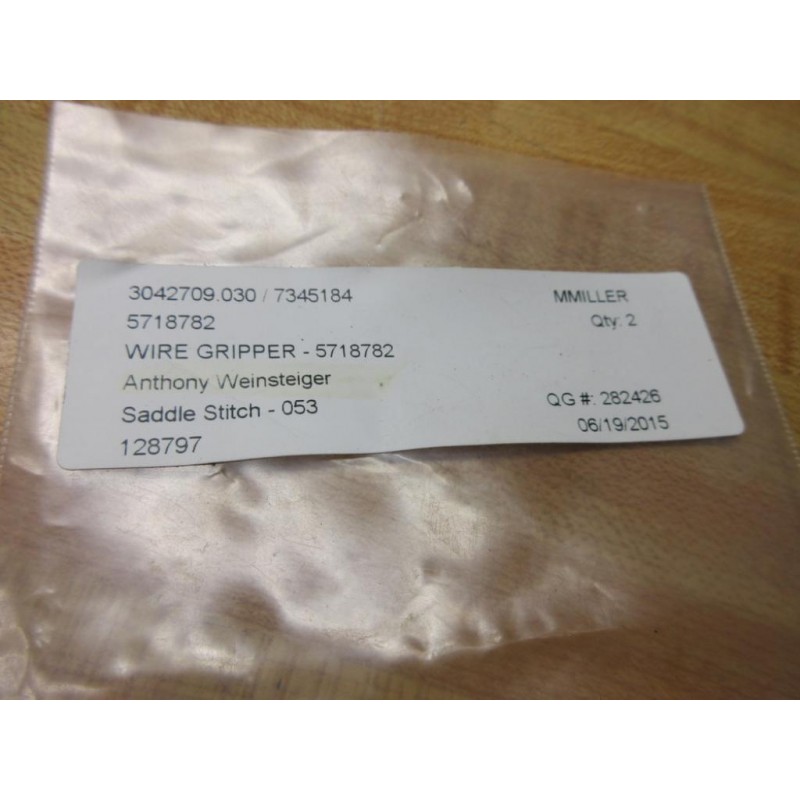 3042709.030 / 7345184
5718782
WIRE GRIPPER - 5718782
Anthony Weinsteiger
Saddle Stitch - 053
128797
MMILLER
Qty: 2
QG #: 282426
06/19/2015